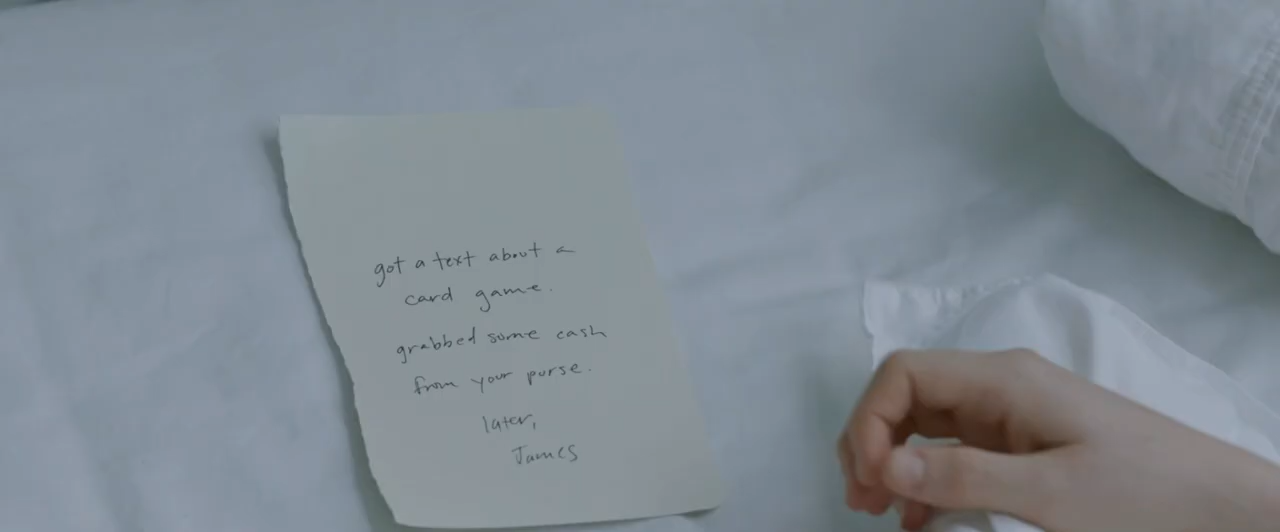 got a text about a
card game.
grabbed some cash
from your purse.
later,
James